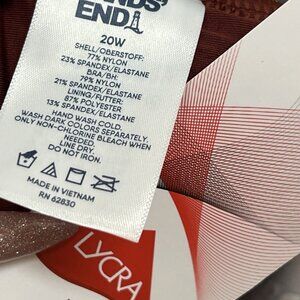 LANDS'
END
20W
SHELL/OBERSTOFF:
77% NYLON
23% SPANDEX/ELASTANE
BRA/BH:
79% NYLON
21% SPANDEX/ELASTANE
LINING/FUTTER:
87% POLYESTER
13% SPANDEX/ELASTANE
HAND WASH COLD.
WASH DARK COLORS SEPARATELY.
ONLY NON-CHLORINE BLEACH WHEN
NEEDED.
LINE DRY.
DO NOT IRON.
MADE IN VIETNAM
RN 62830
LYCRA